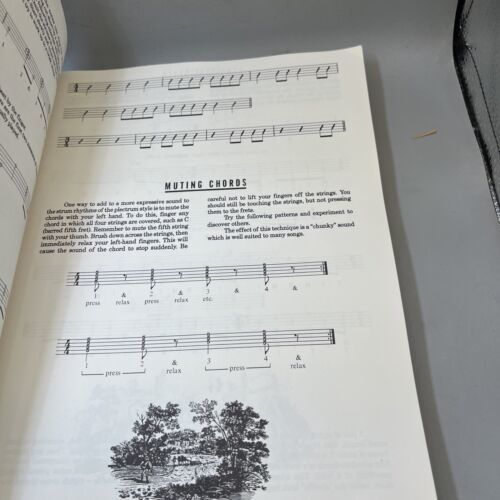 MUTING CHORDS
One way to add to a more expressive sound to
the strum rhythms of the plectrum style is to mute the
chords with your left hand. To do this, finger any
chord in which all four strings are covered, such as C
(barred fifth fret). Remember to mute the fifth string
with your thumb. Brush down across the strings, then
immediately relax your left-hand fingers. This will
cause the sound of the chord to stop suddenly. Be
careful not to lift your fingers off the strings. You
should still be touching the strings, but not pressing
them to the frets.
Try the following patterns and experiment to
discover others.
The effect of this technique is a "chunky" sound
which is well suited to many songs.
4 4
1 & 2 & 3 & 4 &
press relax press relax etc.
4 4
1 2 & 3 4 &
press relax press relax